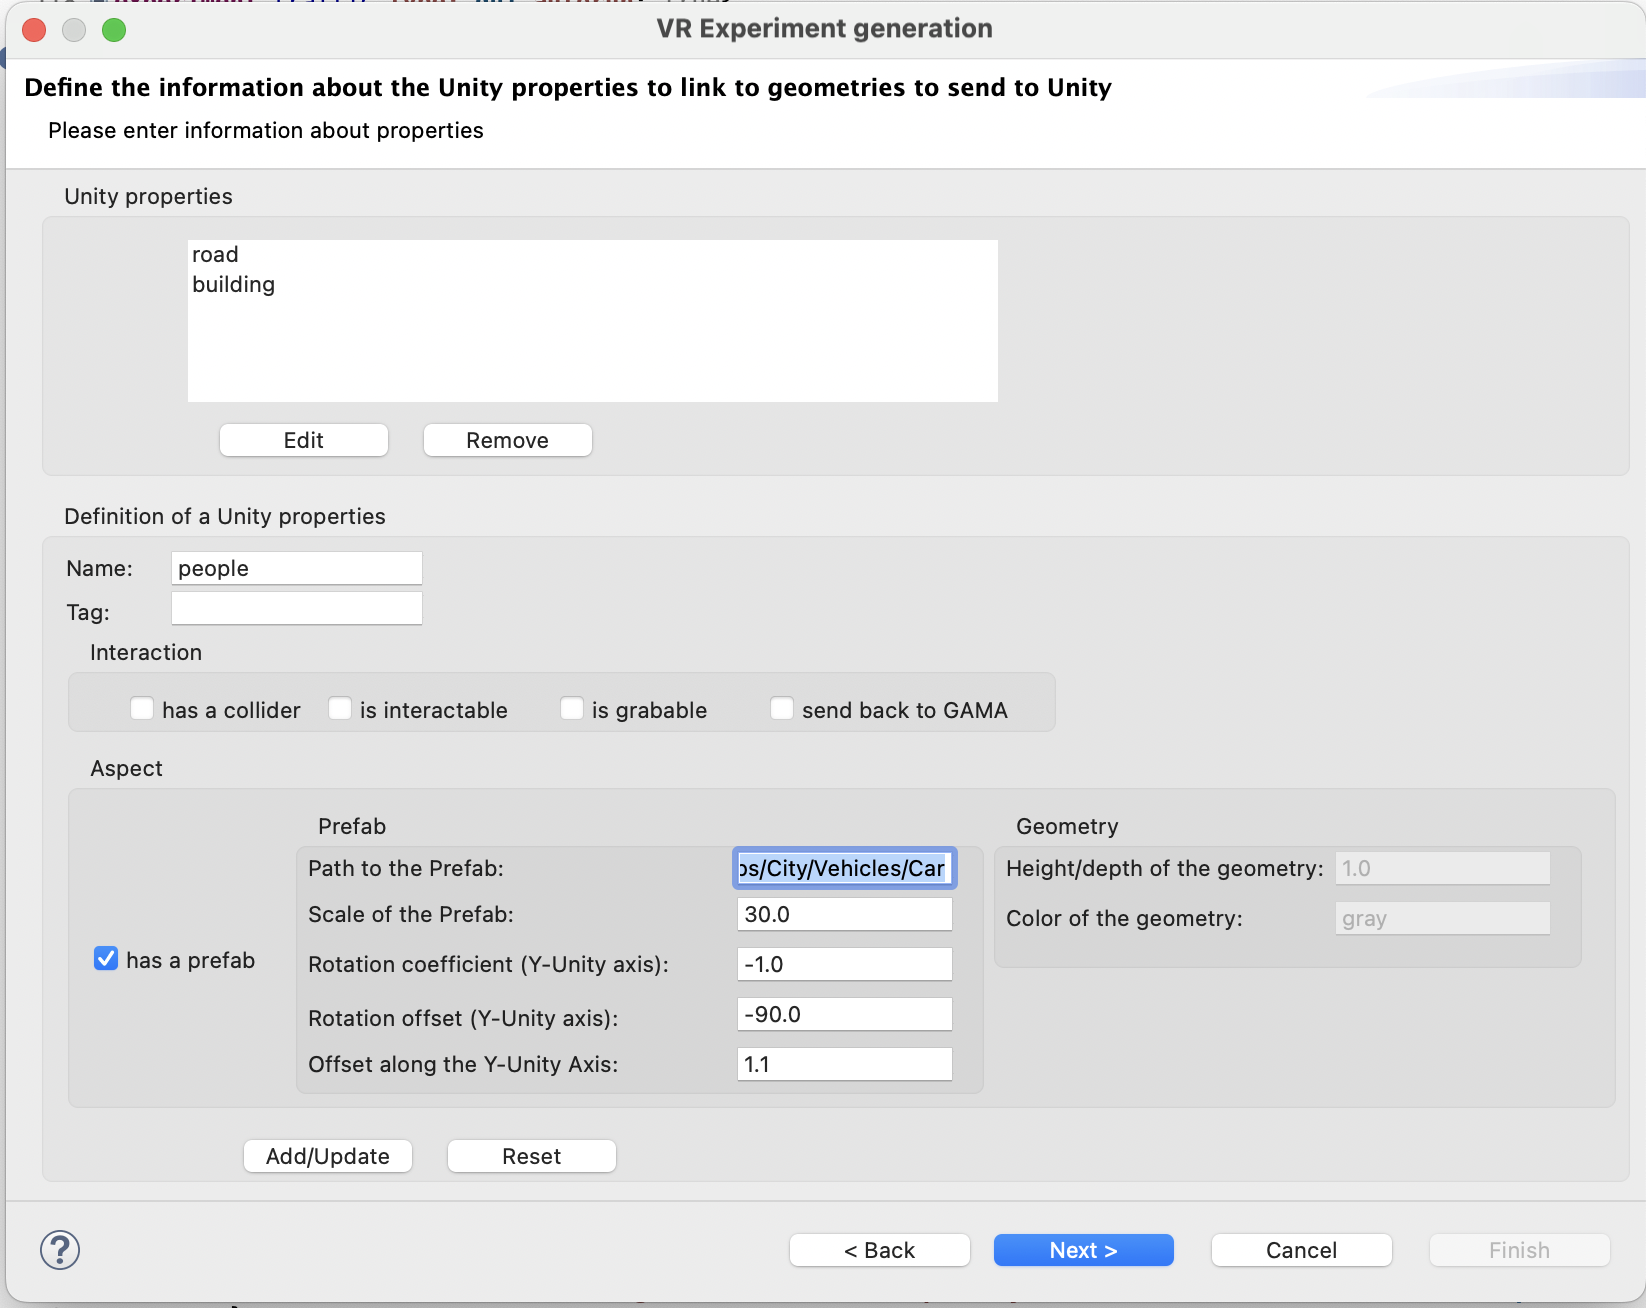 VR Experiment generation
Define the information about the Unity properties to link to geometries to send to Unity
Please enter information about properties
Unity properties
road
building
Edit Remove
Definition of a Unity properties
Name: people
Tag:
Interaction
has a collider is interactable is grabable send back to GAMA
Aspect
Prefab Geometry
Path to the Prefab: os/City/Vehicles/Car Height/depth of the geometry: 1.0
Scale of the Prefab: 30.0 Color of the geometry: gray
has a prefab Rotation coefficient (Y-Unity axis): -1.0
Rotation offset (Y-Unity axis): -90.0
Offset along the Y-Unity Axis: 1.1
Add/Update Reset
? < Back Next > Cancel Finish